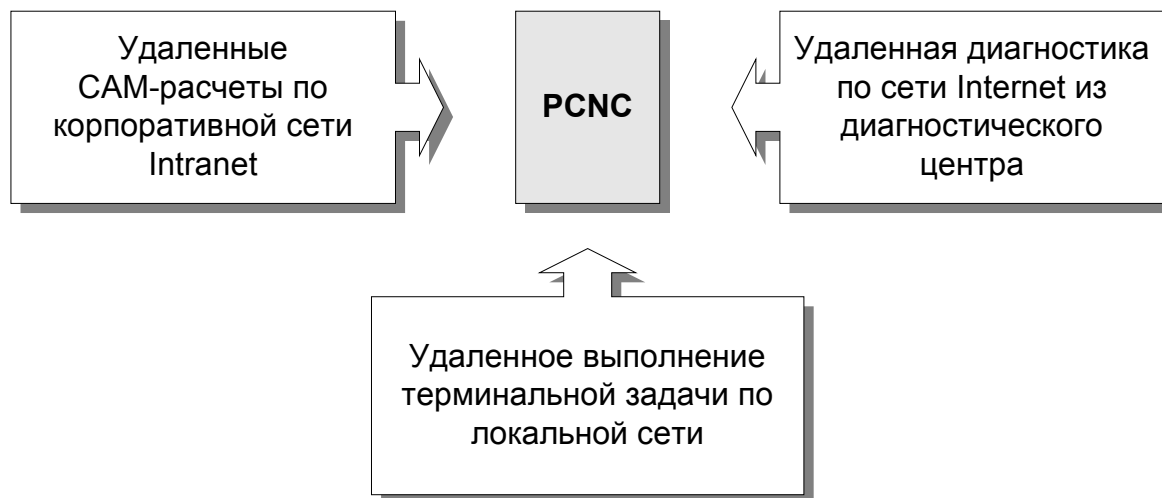 Удаленные
САМ-расчеты по
корпоративной сети
Intranet
PCNC
Удаленная диагностика
по сети Internet из
диагностического
центра
Удаленное выполнение
терминальной задачи по
локальной сети